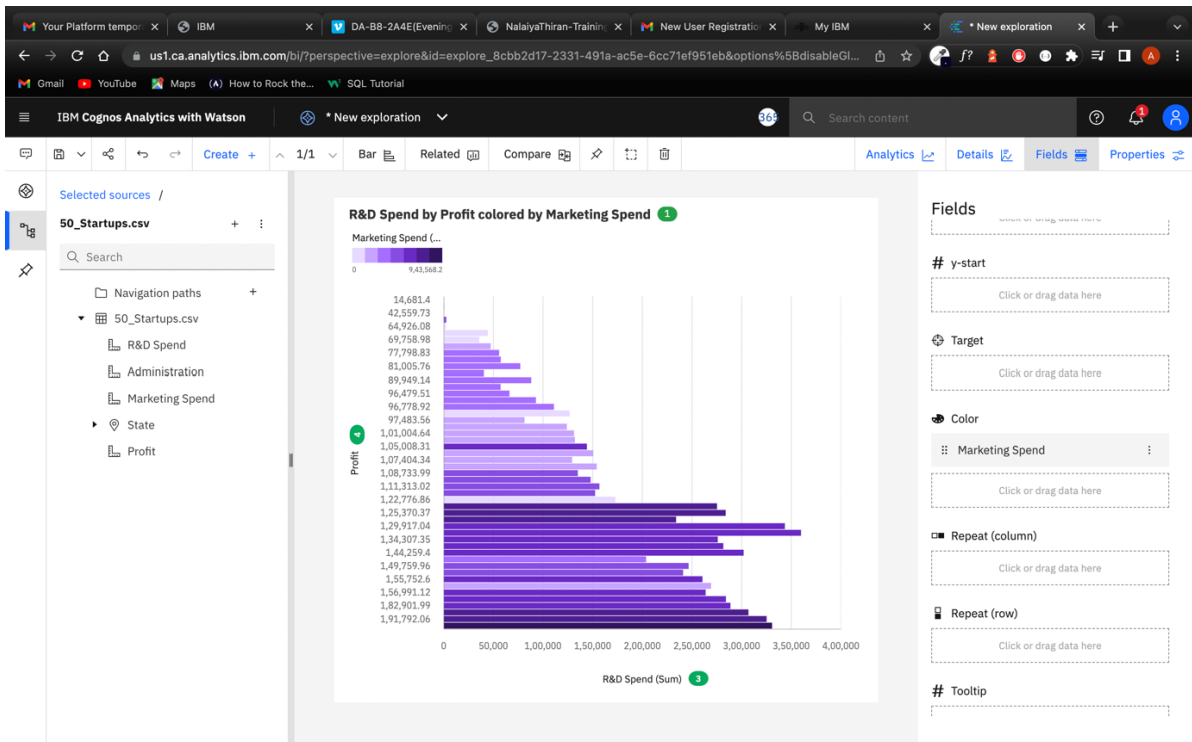 Your Platform tempor
IBM
DA-B8-2A4E(Evening
NalaiyaThiran-Training
New User Registration
My IBM
* New exploration
us1.ca.analytics.ibm.com/bi/?perspective=explore&id=explore_8cbb2d17-2331-491a-ac5e-6cc71ef951eb&options%5BdisableGl...
f?
A
Gmail
YouTube
Maps
(A) How to Rock the...
SQL Tutorial
IBM Cognos Analytics with Watson
* New exploration
365
Search content
1
Create +
1/1
Bar
Related
Compare
Analytics
Details
Fields
Properties
Selected sources /
50_Startups.csv
Search
Navigation paths
50_Startups.csv
R&D Spend
Administration
Marketing Spend
State
Profit
R&D Spend by Profit colored by Marketing Spend 1
Marketing Spend (...
0 9,43,568.2
14,681.4
42,559.73
64,926.08
69,758.98
77,798.83
81,005.76
89,949.14
96,479.51
96,778.92
97,483.56
1,01,004.64
1,05,008.31
1,07,404.34
1,08,733.99
1,11,313.02
1,22,776.86
1,25,370.37
1,29,917.04
1,34,307.35
1,44,259.4
1,49,759.96
1,55,752.6
1,56,991.12
1,82,901.99
1,91,792.06
Profit 4
0 50,000 1,00,000 1,50,000 2,00,000 2,50,000 3,00,000 3,50,000 4,00,000
R&D Spend (Sum) 3
Fields
Click or drag data here
# y-start
Click or drag data here
Target
Click or drag data here
Color
Marketing Spend
Click or drag data here
Repeat (column)
Click or drag data here
Repeat (row)
Click or drag data here
# Tooltip